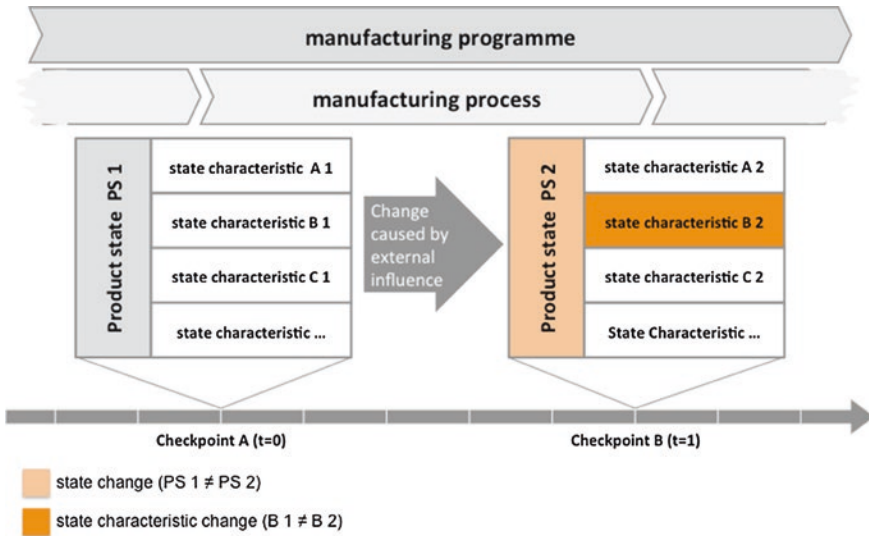 manufacturing programme
manufacturing process
Product state PS 1
state characteristic A 1
state characteristic B 1
state characteristic C 1
state characteristic ...
Change
caused by
external
influence
Product state PS 2
state characteristic A 2
state characteristic B 2
state characteristic C 2
State Characteristic ...
Checkpoint A (t=0)
Checkpoint B (t=1)
state change (PS 1 ≠ PS 2)
state characteristic change (B 1 ≠ B 2)